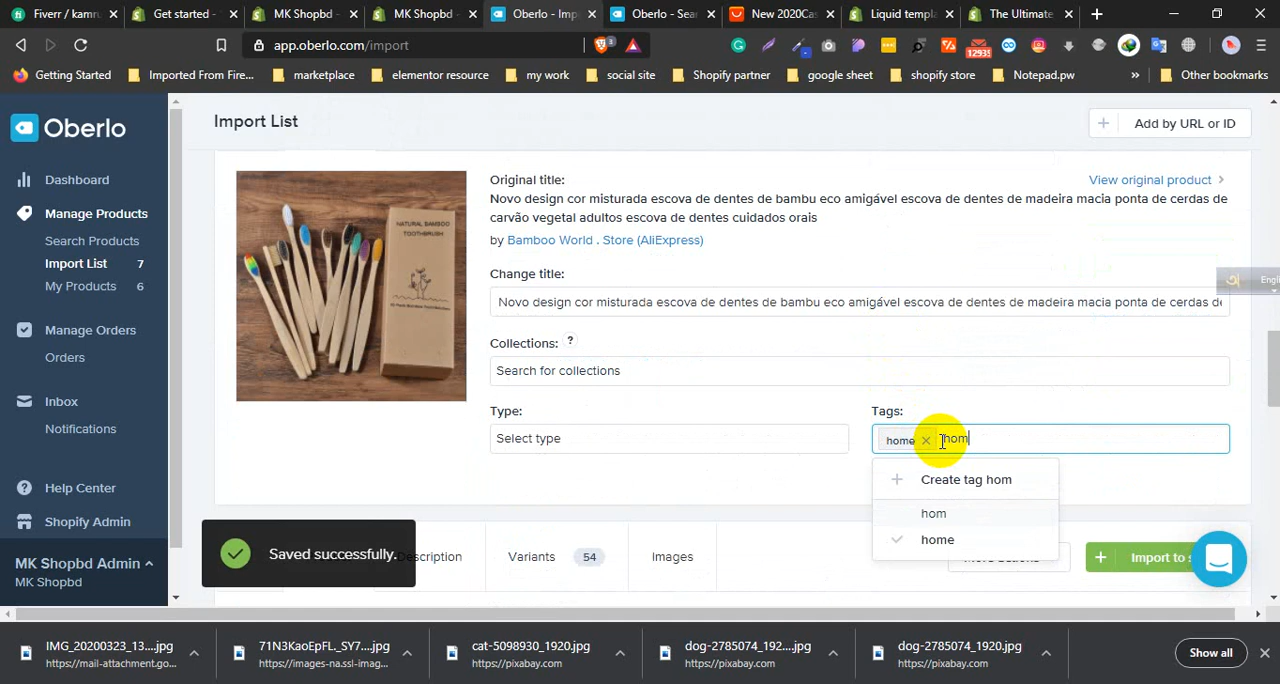 Fiverr / kamru
Get started -
MK Shopbd -
MK Shopbd -
Oberlo - Imp
Oberlo - Sear
New 2020Cas
Liquid templa
The Ultimate
app.oberlo.com/import
3
12935
Getting Started
Imported From Fire...
marketplace
elementor resource
my work
social site
Shopify partner
google sheet
shopify store
Notepad.pw
»
Other bookmarks
Oberlo
Dashboard
Manage Products
Search Products
Import List 7
My Products 6
Manage Orders
Orders
Inbox
Notifications
Help Center
Shopify Admin
MK Shopbd Admin
MK Shopbd
Import List
+ Add by URL or ID
NATURAL BAMBOO
TOOTHBRUSH
Original title:
View original product
Novo design cor misturada escova de dentes de bambu eco amigável escova de dentes de madeira macia ponta de cerdas de
carvão vegetal adultos escova de dentes cuidados orais
by Bamboo World . Store (AliExpress)
Change title:
Novo design cor misturada escova de dentes de bambu eco amigável escova de dentes de madeira macia ponta de cerdas de
Collections: ?
Search for collections
Type:
Select type
Tags:
home × hom
+ Create tag hom
hom
home
Engli
Saved successfully.
Description
Variants 54
Images
More actions
+ Import to s
IMG_20200323_13....jpg
https://mail-attachment.go...
71N3KaoEpFL_SY7....jpg
https://images-na.ssl-imag...
cat-5098930_1920.jpg
https://pixabay.com
dog-2785074_192....jpg
https://pixabay.com
dog-2785074_1920.jpg
https://pixabay.com
Show all